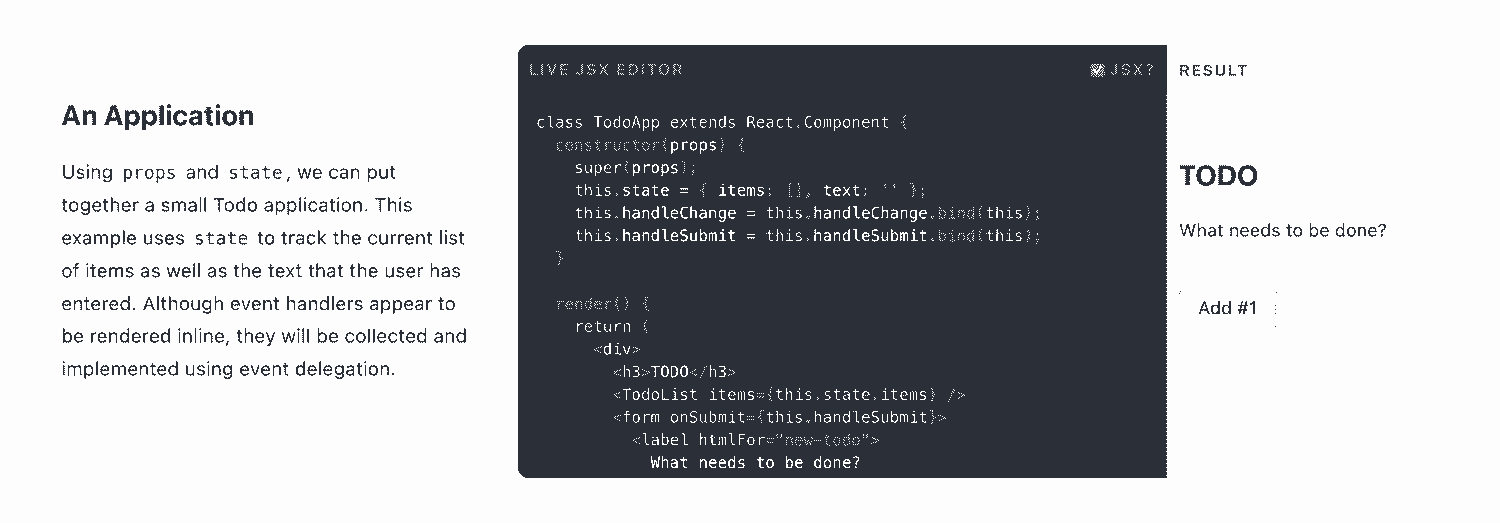 An Application
Using props and state, we can put
together a small Todo application. This
example uses state to track the current list
of items as well as the text that the user has
entered. Although event handlers appear to
be rendered inline, they will be collected and
implemented using event delegation.
LIVE JSX EDITOR
JSX?
class TodoApp extends React.Component {
constructor(props) {
super(props);
this.state = { items: [], text: '' };
this.handleChange = this.handleChange.bind(this);
this.handleSubmit = this.handleSubmit.bind(this);
}
render() {
return (
<div>
<h3>TODO</h3>
<TodoList items={this.state.items} />
<form onSubmit={this.handleSubmit}>
<label htmlFor="new-todo">
What needs to be done?
RESULT
TODO
What needs to be done?
Add #1